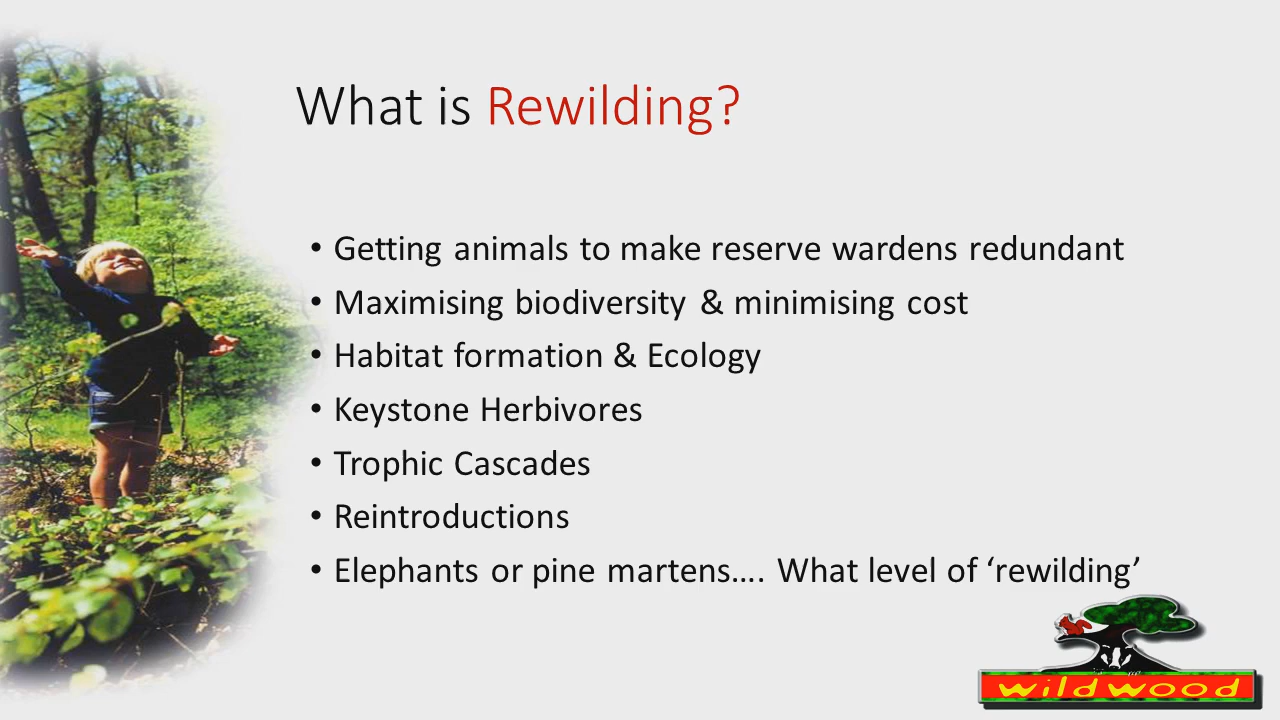 What is Rewilding?
• Getting animals to make reserve wardens redundant
• Maximising biodiversity & minimising cost
• Habitat formation & Ecology
• Keystone Herbivores
• Trophic Cascades
• Reintroductions
• Elephants or pine martens…. What level of ‘rewilding’
wildwood